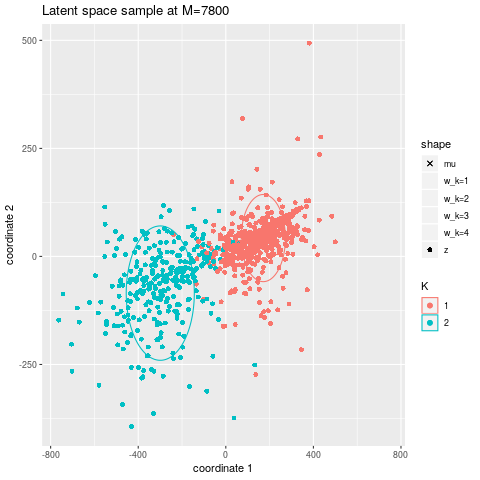 Latent space sample at M=7800
500
250
0
-250
-800
-400
0
400
800
coordinate 1
coordinate 2
shape
mu
w_k=1
w_k=2
w_k=3
w_k=4
z
K
1
2